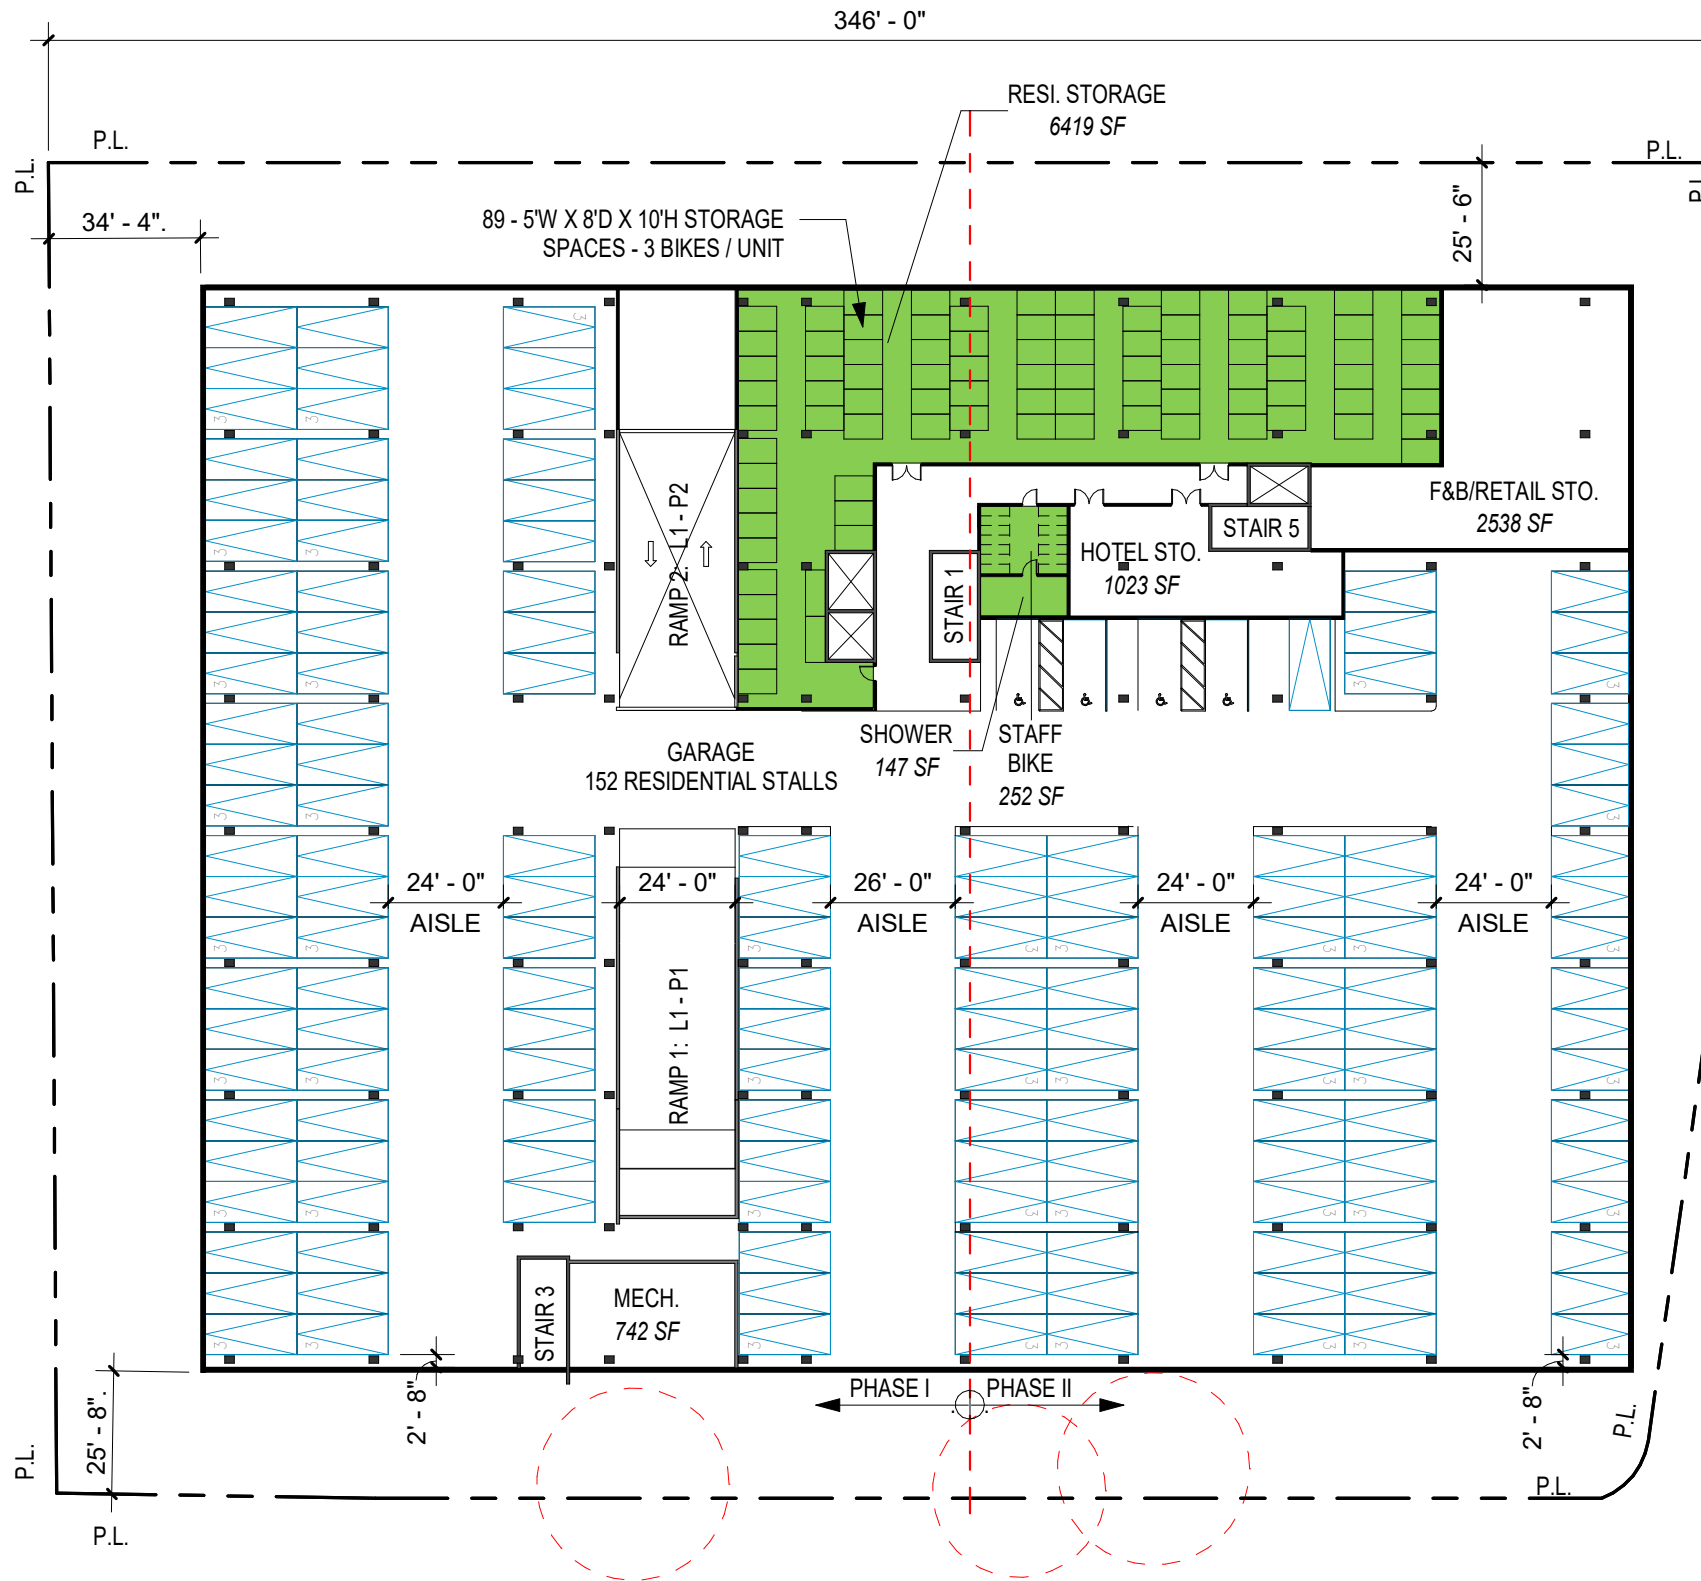 346' - 0"
RESI. STORAGE
6419 SF
P.L.
P.L.
P.L.
P.L.
34' - 4".
89 - 5'W X 8'D X 10'H STORAGE
SPACES - 3 BIKES / UNIT
25' - 6"
RAMP 2: L1 - P2
F&B/RETAIL STO.
2538 SF
STAIR 5
HOTEL STO.
1023 SF
STAIR 1
SHOWER
147 SF
STAFF
BIKE
252 SF
GARAGE
152 RESIDENTIAL STALLS
24' - 0"
AISLE
24' - 0"
26' - 0"
AISLE
24' - 0"
AISLE
24' - 0"
AISLE
RAMP 1: L1 - P1
STAIR 3
MECH.
742 SF
PHASE I
PHASE II
2' - 8"
2' - 8"
25' - 8".
P.L.
P.L.
P.L.
P.L.